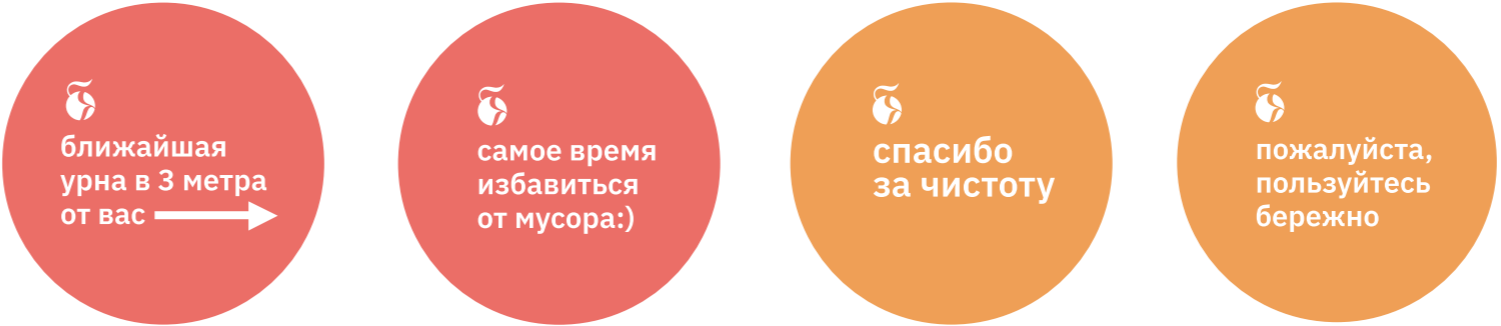 ближайшая
урна в 3 метра
от вас
самое время
избавиться
от мусора:)
спасибо
за чистоту
пожалуйста,
пользуйтесь
бережно